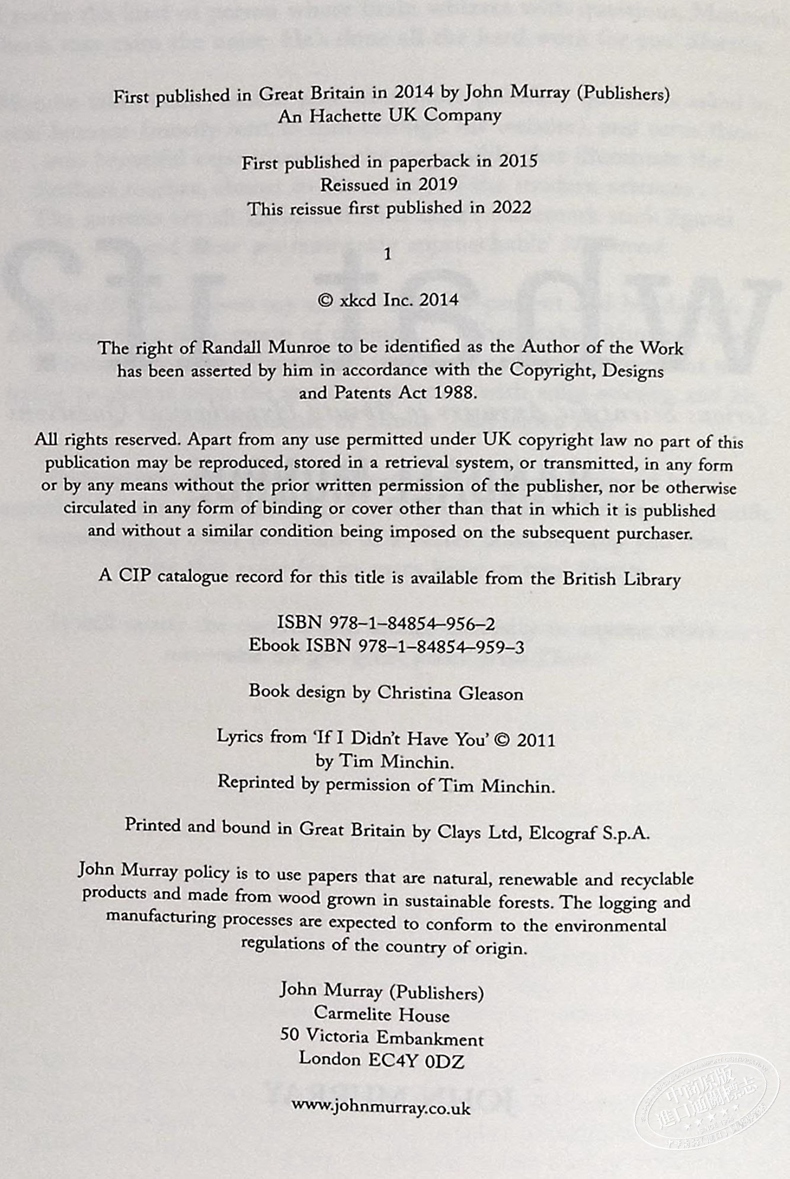 First published in Great Britain in 2014 by John Murray (Publishers)
An Hachette UK Company
First published in paperback in 2015
Reissued in 2019
This reissue first published in 2022
1
© xkcd Inc. 2014
The right of Randall Munroe to be identified as the Author of the Work
has been asserted by him in accordance with the Copyright, Designs
and Patents Act 1988.
All rights reserved. Apart from any use permitted under UK copyright law no part of this
publication may be reproduced, stored in a retrieval system, or transmitted, in any form
or by any means without the prior written permission of the publisher, nor be otherwise
circulated in any form of binding or cover other than that in which it is published
and without a similar condition being imposed on the subsequent purchaser.
A CIP catalogue record for this title is available from the British Library
ISBN 978–1–84854–956–2
Ebook ISBN 978–1–84854–959–3
Book design by Christina Gleason
Lyrics from ‘If I Didn’t Have You’ © 2011
by Tim Minchin.
Reprinted by permission of Tim Minchin.
Printed and bound in Great Britain by Clays Ltd, Elcograf S.p.A.
John Murray policy is to use papers that are natural, renewable and recyclable
products and made from wood grown in sustainable forests. The logging and
manufacturing processes are expected to conform to the environmental
regulations of the country of origin.
John Murray (Publishers)
Carmelite House
50 Victoria Embankment
London EC4Y 0DZ
www.johnmurray.co.uk
what if?
JOHN MURRAY